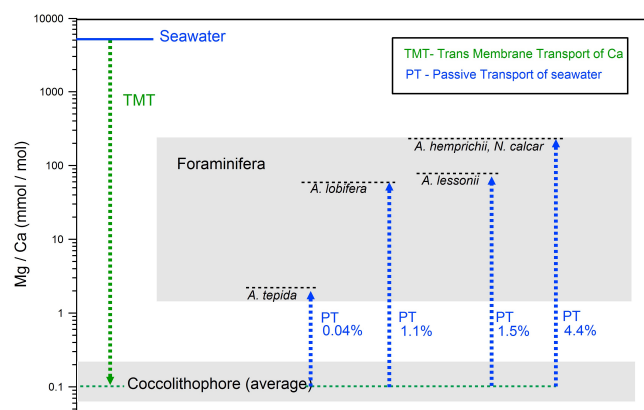 10000
1000
100
10
1
0.1
Mg / Ca (mmol / mol)
Seawater
TMT
TMT- Trans Membrane Transport of Ca
PT - Passive Transport of seawater
Foraminifera
A. hemprichii, N. calcar
A. lobifera
A. lessonii
A. tepida
PT
0.04%
PT
1.1%
PT
1.5%
PT
4.4%
Coccolithophore (average)